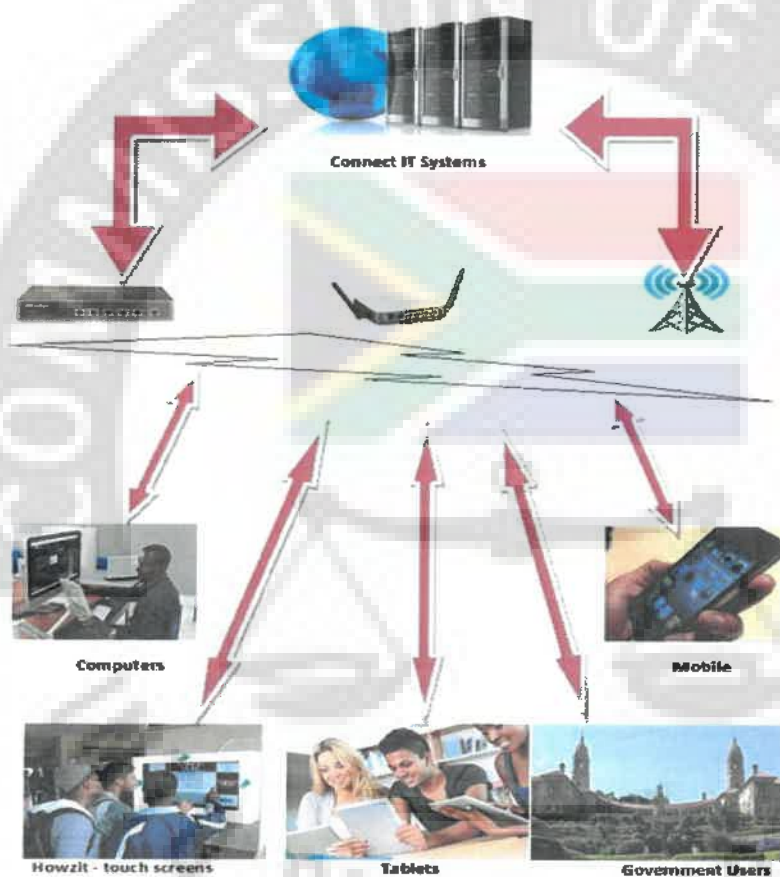 Connect IT Systems
Computers
Mobile
Howzit - touch screens
Tablets
Government Users